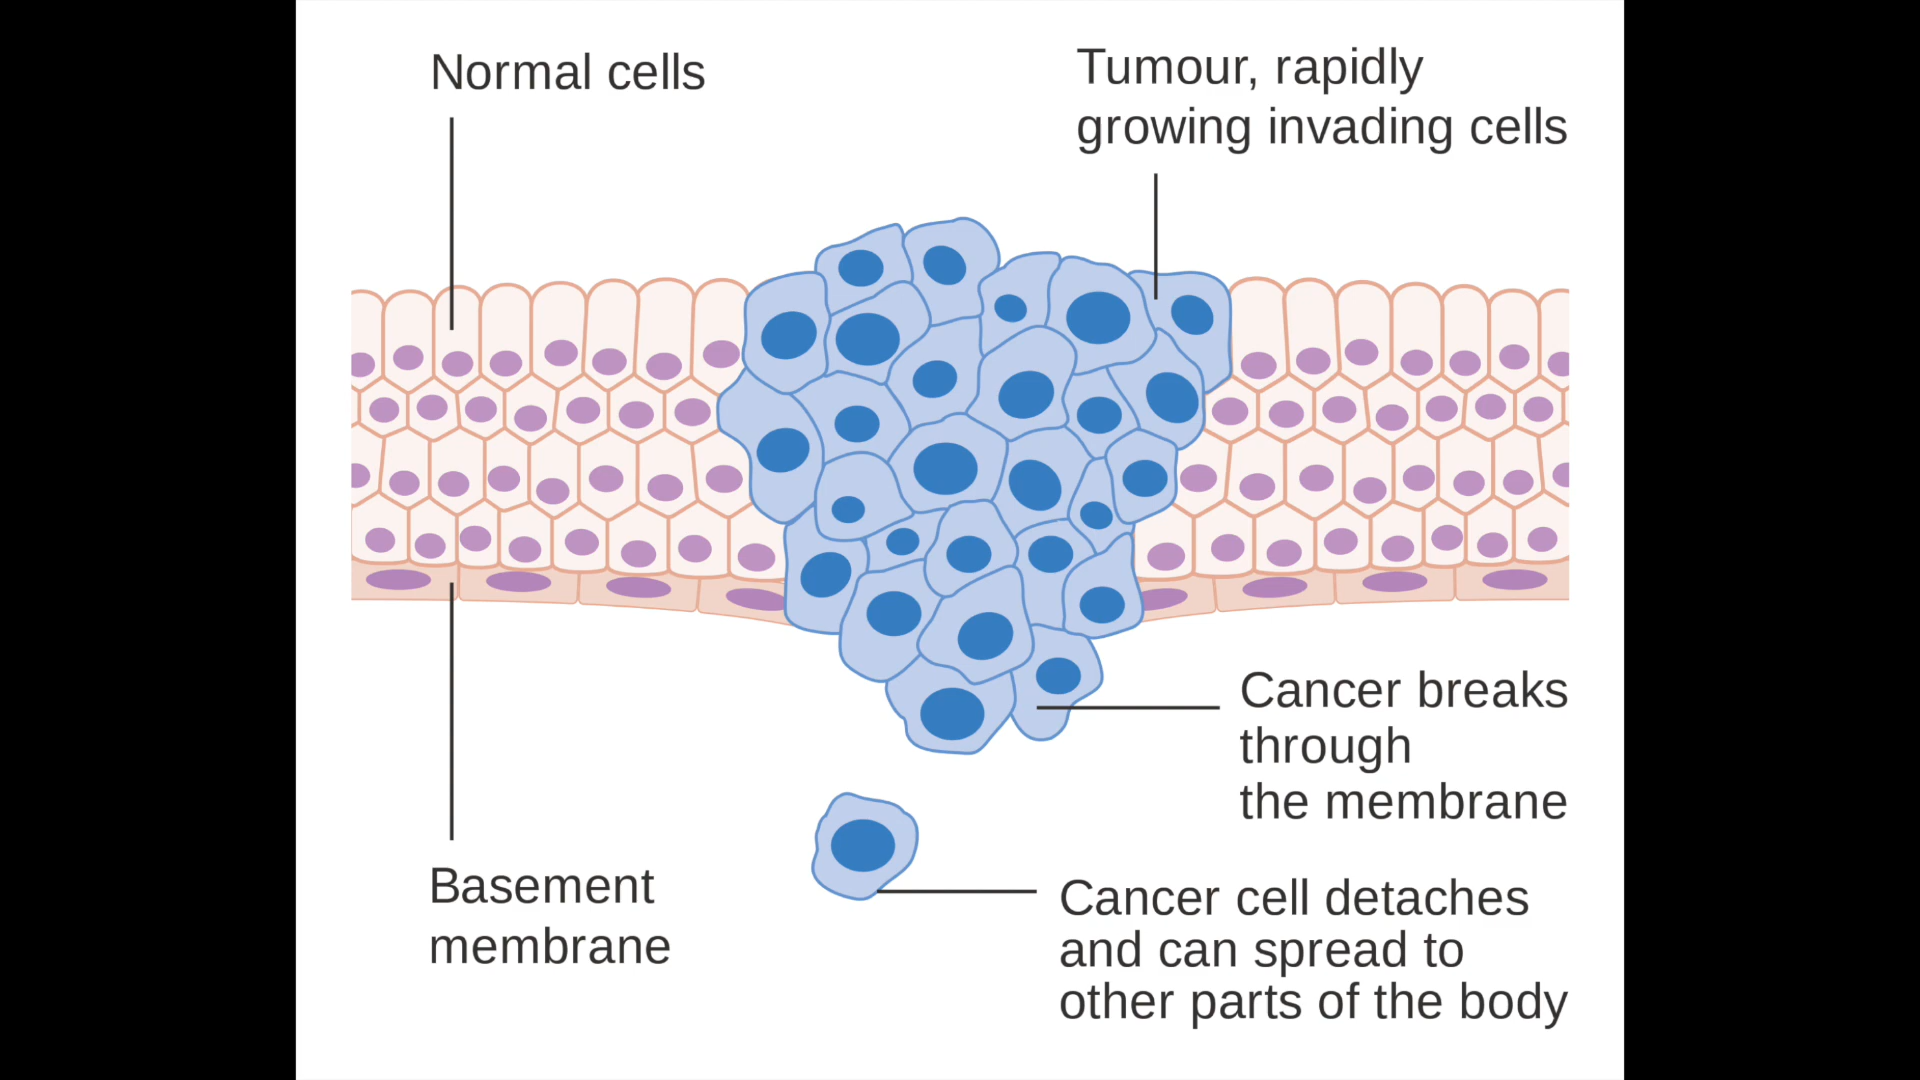 Normal cells
Tumour, rapidly
growing invading cells
Cancer breaks
through
the membrane
Basement
membrane
Cancer cell detaches
and can spread to
other parts of the body